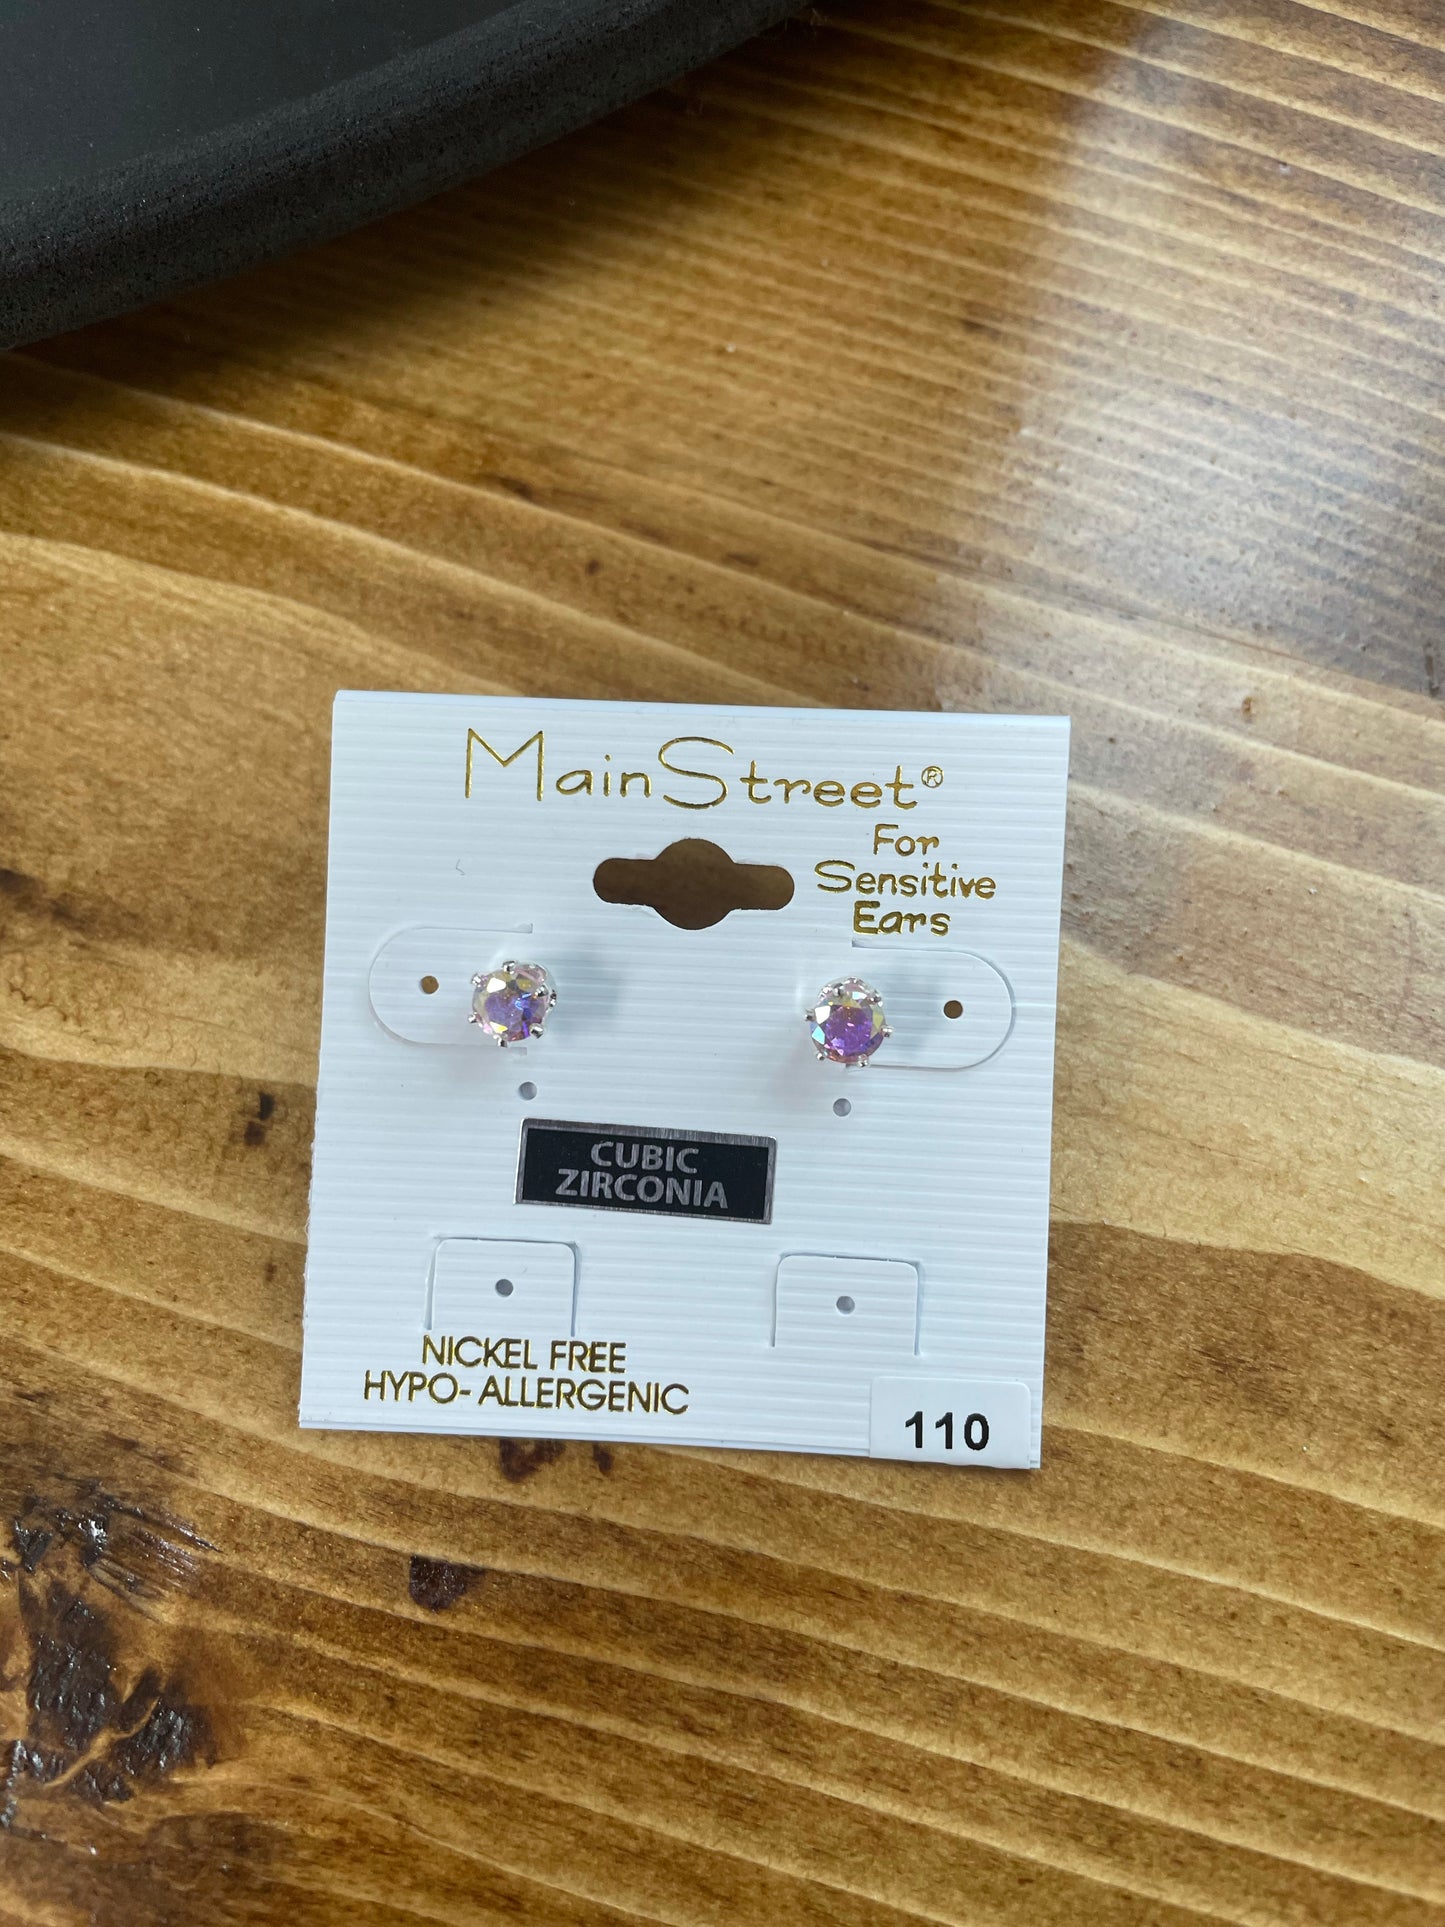 MainStreet®
For
Sensitive
Ears
CUBIC
ZIRCONIA
NICKEL FREE
HYPO- ALLERGENIC
110